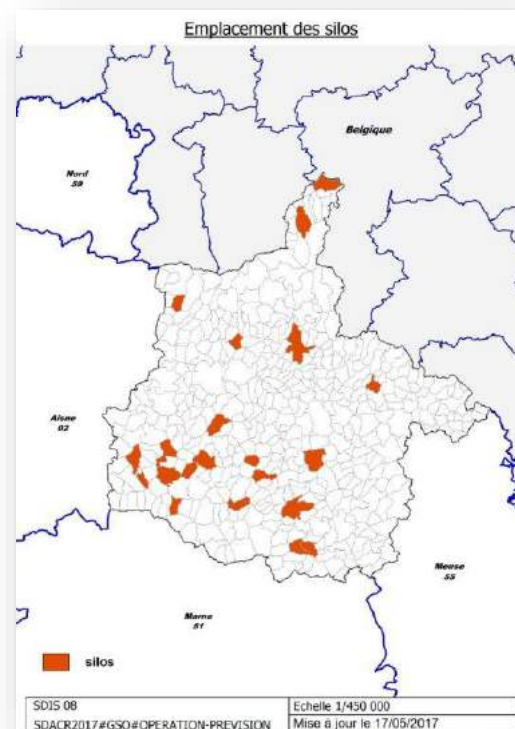 Emplacement des silos
Belgique
Nord
59
Aisne
02
Meuse
55
Marne
51
silos
SDIS 08
Echelle 1/450 000
SDACR2017#GSO#OPERATION-PREVISION
Mise à jour le 17/05/2017